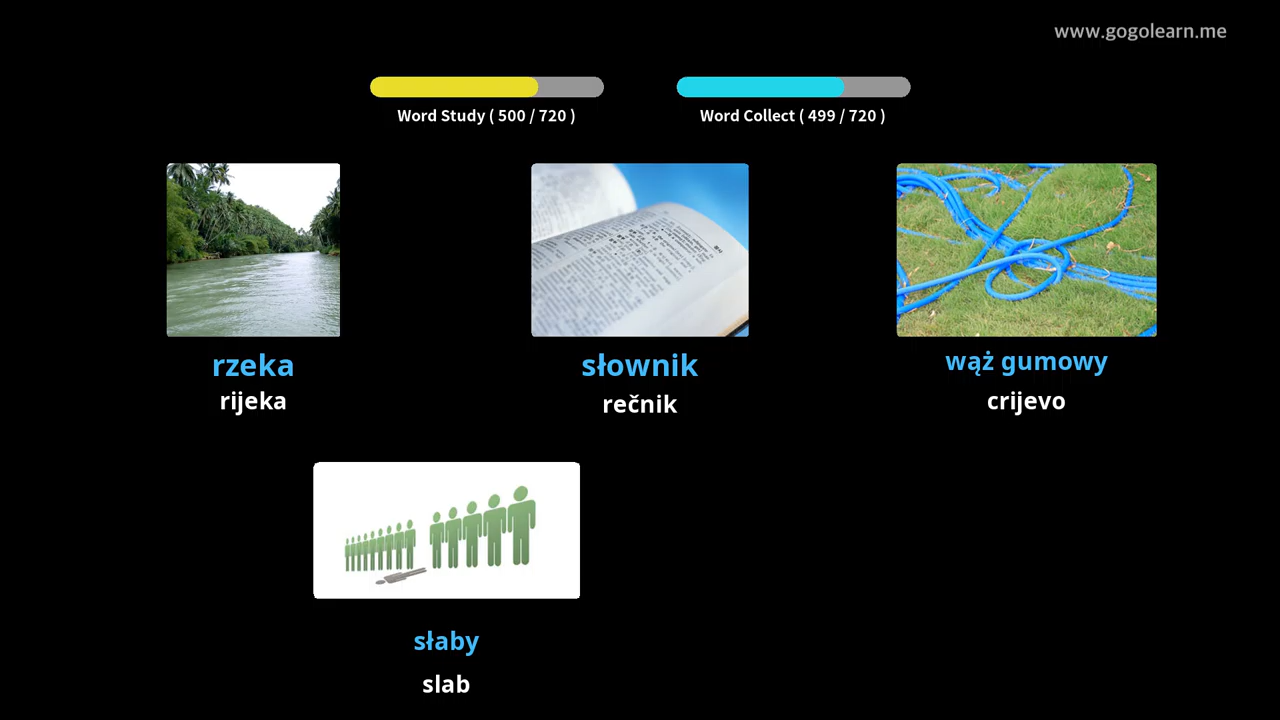 www.gogolearn.me
Word Study ( 500 / 720 )
Word Collect ( 499 / 720 )
rzeka
rijeka
słownik
rečnik
wąż gumowy
crijevo
słaby
slab